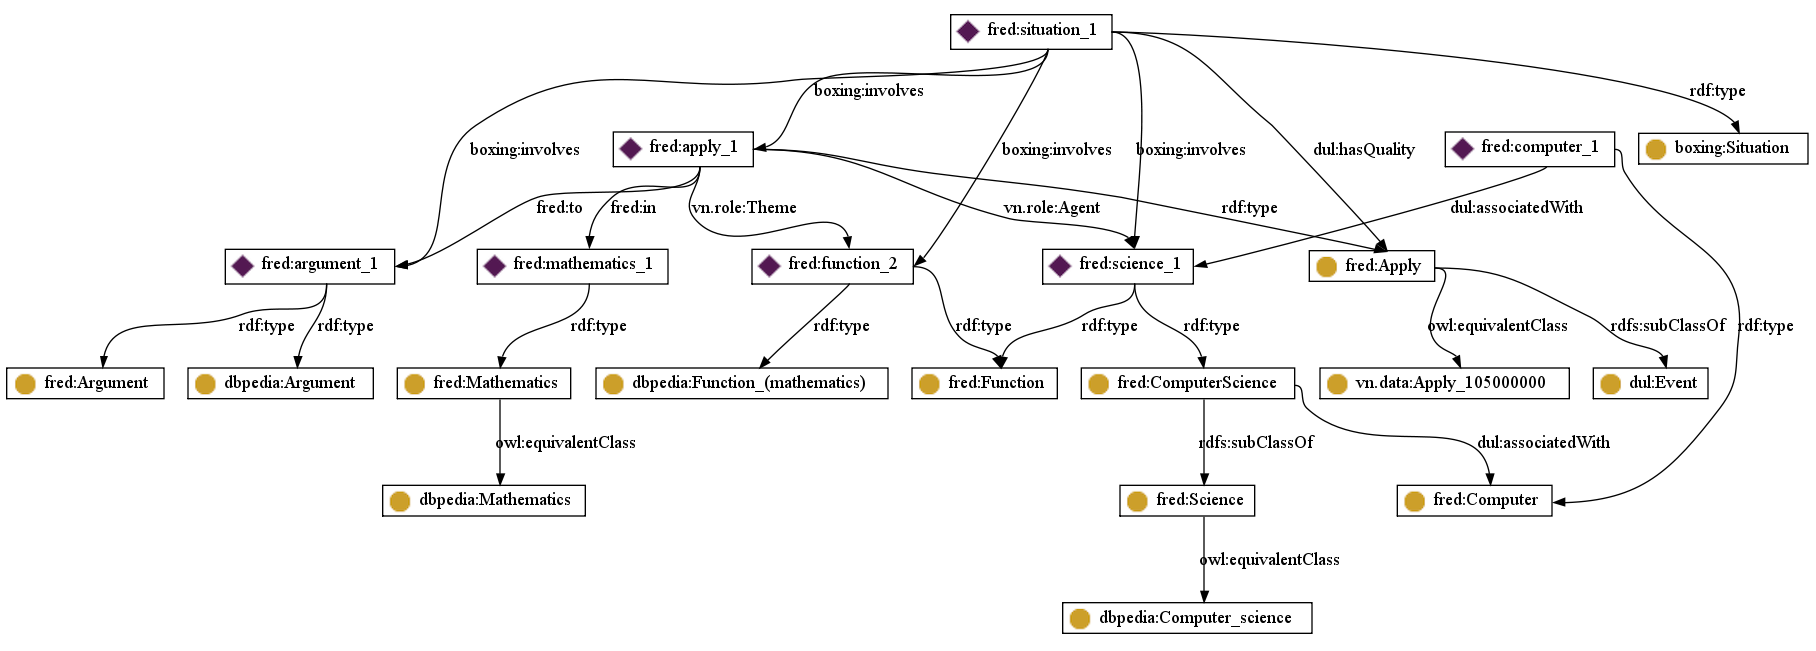 fred:situation_1
boxing:involves
rdf:type
fred:apply_1
boxing:involves
boxing:involves
boxing:involves
dul:hasQuality
fred:computer_1
boxing:Situation
fred:to
fred:in
vn.role:Theme
vn.role:Agent
rdf:type
dul:associatedWith
fred:argument_1
fred:mathematics_1
fred:function_2
fred:science_1
fred:Apply
rdf:type
rdf:type
rdf:type
rdf:type
rdf:type
rdf:type
rdf:type
owl:equivalentClass
rdfs:subClassOf
rdf:type
fred:Argument
dbpedia:Argument
fred:Mathematics
dbpedia:Function_(mathematics)
fred:Function
fred:ComputerScience
vn.data:Apply_105000000
dul:Event
owl:equivalentClass
rdfs:subClassOf
dul:associatedWith
dbpedia:Mathematics
fred:Science
fred:Computer
owl:equivalentClass
dbpedia:Computer_science